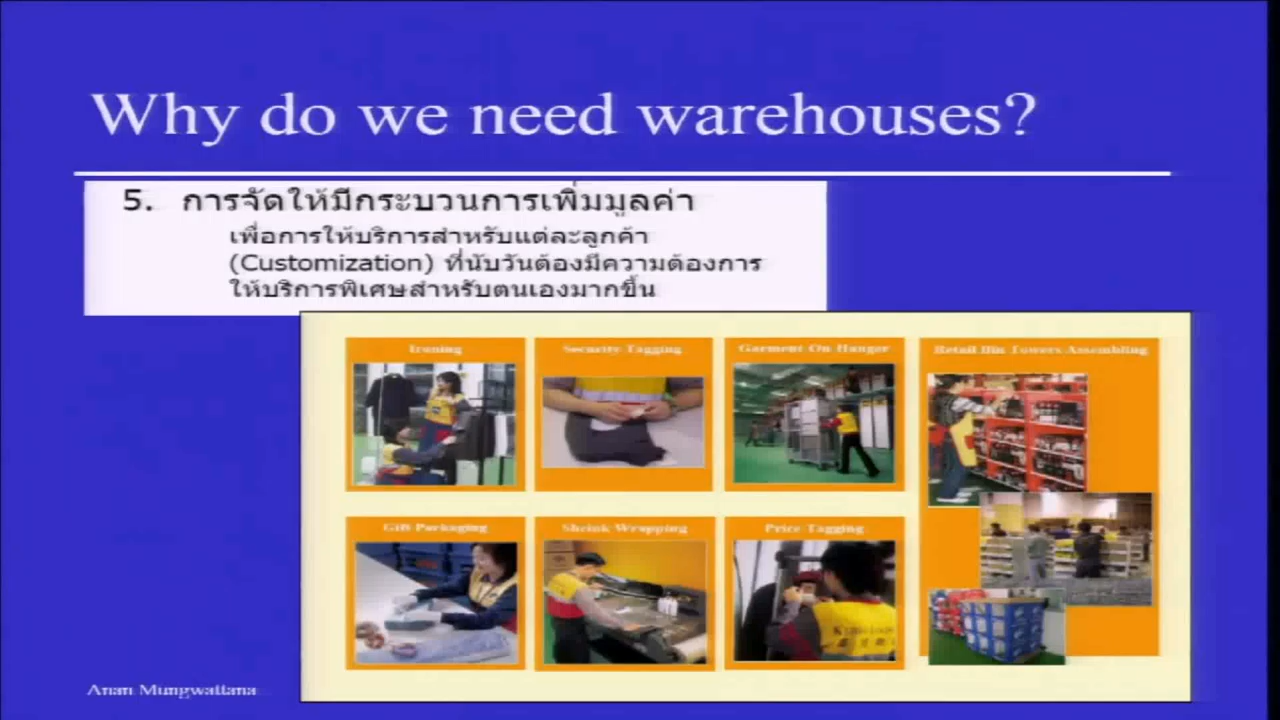 Why do we need warehouses?
5. การจัดให้มีกระบวนการเพิ่มมูลค่า
เพื่อการให้บริการสำหรับแต่ละลูกค้า
(Customization) ที่นับวันต้องมีความต้องการ
ให้บริการพิเศษสำหรับตนเองมากขึ้น
Ironing
Security Tagging
Garment On Hanger
Retail Bin Towers Assembling
Gift Packaging
Shrink Wrapping
Price Tagging
Anan Mungwattana